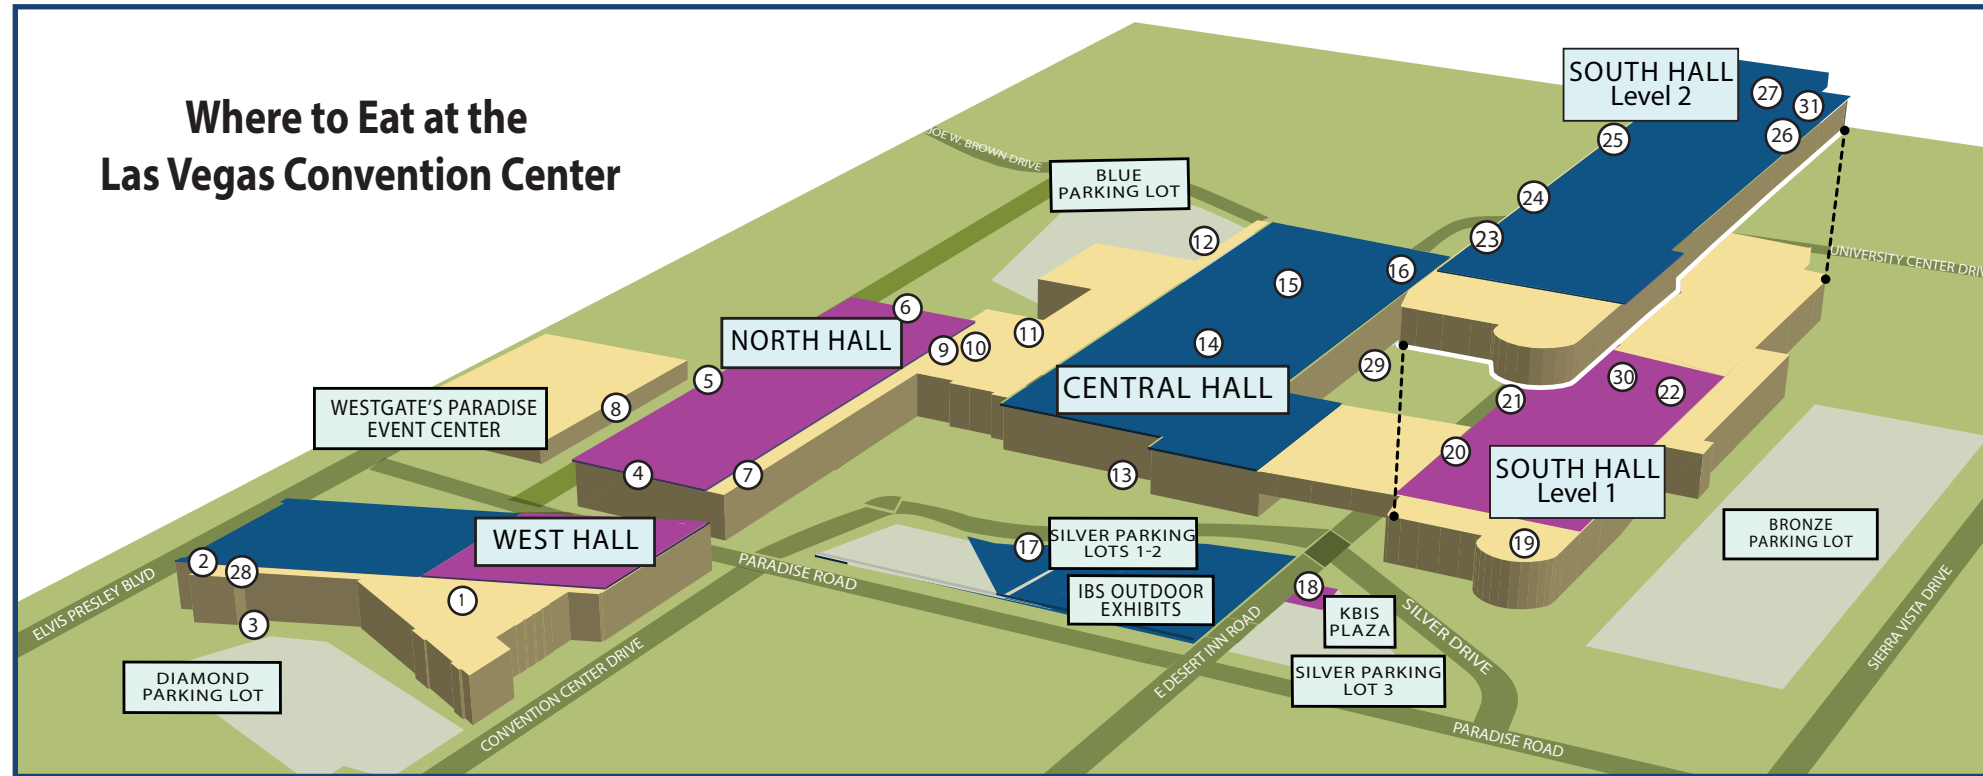 Where to Eat at the
Las Vegas Convention Center
SOUTH HALL
Level 2
27
31
26
25
24
23
JOE W. BROWN DRIVE
BLUE
PARKING LOT
12
15
16
UNIVERSITY CENTER DRIV
6
NORTH HALL
9
10
11
14
29
CENTRAL HALL
5
8
WESTGATE'S PARADISE
EVENT CENTER
4
7
13
30
22
21
20
SOUTH HALL
Level 1
19
BRONZE
PARKING LOT
WEST HALL
2
28
1
3
DIAMOND
PARKING LOT
17
SILVER PARKING
LOTS 1-2
IBS OUTDOOR
EXHIBITS
18
KBIS
PLAZA
SILVER PARKING
LOT 3
ELVIS PRESLEY BLVD
CONVENTION CENTER DRIVE
PARADISE ROAD
E DESERT INN ROAD
SILVER DRIVE
PARADISE ROAD
SIERRA VISTA DRIVE